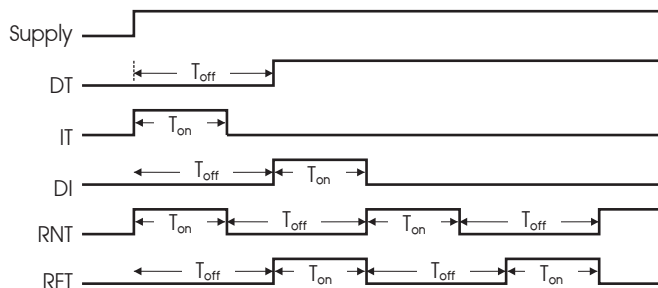 Supply
DT
T_off
IT
T_on
DI
T_off
T_on
RNT
T_on
T_off
T_on
T_off
RFT
T_off
T_on
T_off
T_on